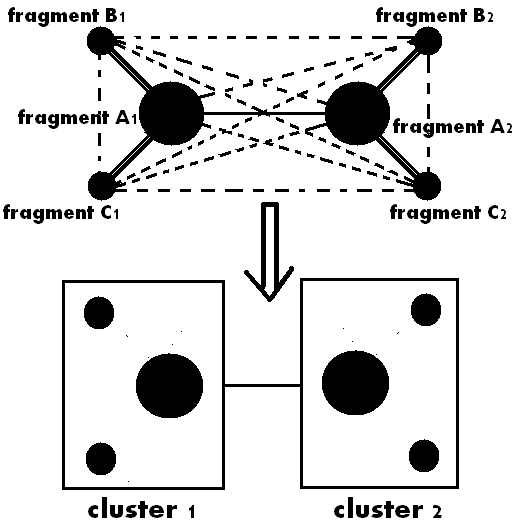 fragment B1
fragment B2
fragment A1
fragment A2
fragment C1
fragment C2
cluster 1
cluster 2